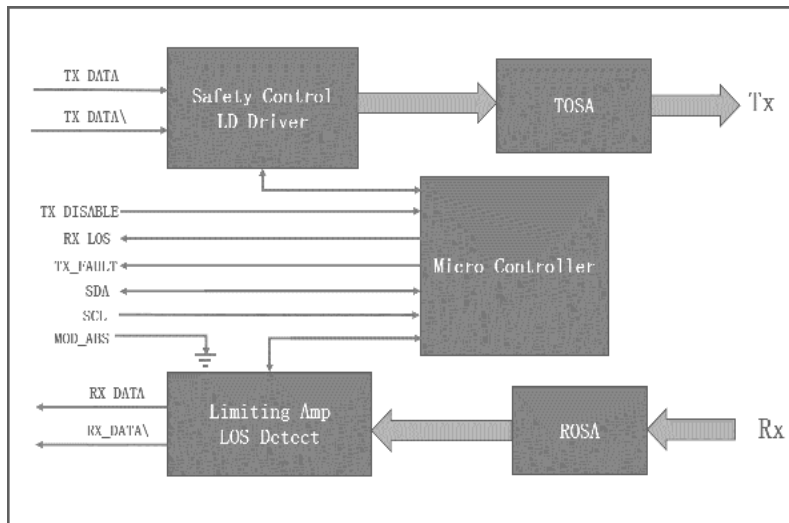 TX DATA
TX DATA\
Safety Control
LD Driver
TOSA
Tx
TX DISABLE
RX LOS
TX_FAULT
SDA
SCL
MOD_ABS
Micro Controller
RX DATA
RX_DATA\
Limiting Amp
LOS Detect
ROSA
Rx